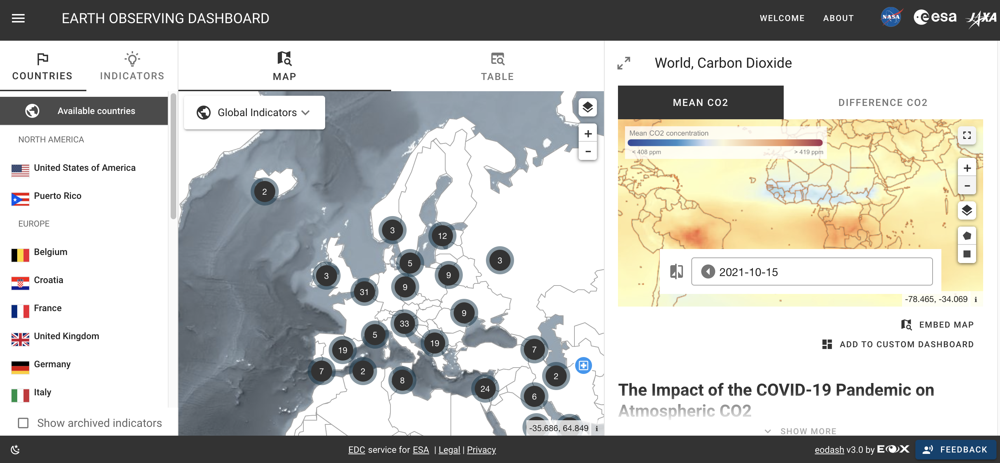 EARTH OBSERVING DASHBOARD
WELCOME
ABOUT
NASA
esa
JAXA
COUNTRIES
INDICATORS
Available countries
NORTH AMERICA
United States of America
Puerto Rico
EUROPE
Belgium
Croatia
France
United Kingdom
Germany
Italy
Show archived indicators
MAP
TABLE
Global Indicators
+
-
2
3
12
3
5
9
3
9
31
9
33
5
19
19
7
7
2
2
8
24
6
-35.686, 64.849 i
World, Carbon Dioxide
MEAN CO2
DIFFERENCE CO2
Mean CO2 concentration
< 408 ppm
> 419 ppm
+
-
2021-10-15
-78.465, -34.069 i
EMBED MAP
ADD TO CUSTOM DASHBOARD
The Impact of the COVID-19 Pandemic on
Atmospheric CO2
SHOW MORE
EDC service for ESA | Legal | Privacy
eodash v3.0 by EOX
FEEDBACK